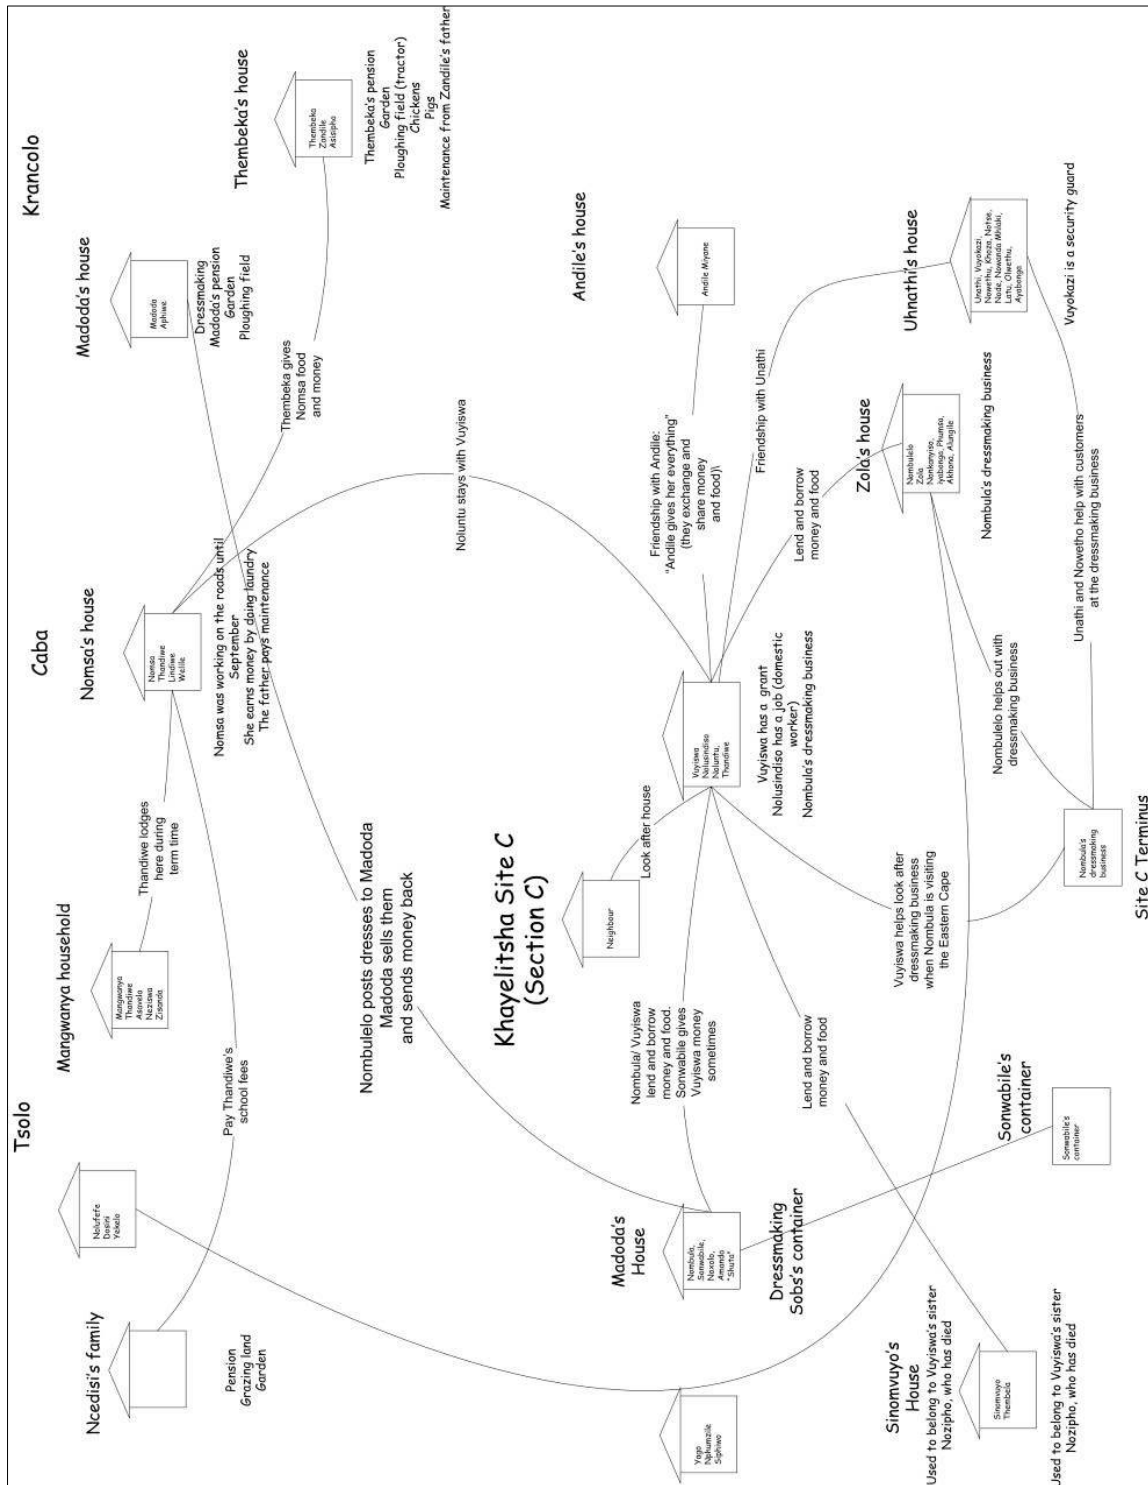 Tsolo
Caba
Krancolo
Ncedisi's family
Pension
Grazing land
Garden
Nolufefe
Dosini
Yekela
Mangwanya household
Mangwanya
Thandiwe
Asavela
Neziswa
Zisanda
Thandiwe lodges
here during
term time
Pay Thandiwe's
school fees
Nomsa's house
Nomsa
Thandiwe
Lindiwe
Welile
Nomsa was working on the roads until
September
She earns money by doing laundry
The father pays maintenance
Madoda's house
Madoda
Aphiwe
Dressmaking
Madoda's pension
Garden
Ploughing field
Thembeka's house
Thembeka
Zandile
Asisipho
Thembeka's pension
Garden
Ploughing field (tractor)
Chickens
Pigs
Maintenance from Zandile's father
Thembeka gives
Nomsa food
and money
Noluntu stays with Vuyiswa
Nombulelo posts dresses to Madoda
Madoda sells them
and sends money back
Khayelitsha Site C
(Section C)
Yago
Nphumzile
Siphiwo
Madoda's
House
Nombula,
Sonwabile,
Noxolo,
Amanda
"Shuta"
Dressmaking
Sobs's container
Nombula/ Vuyiswa
lend and borrow
money and food.
Sonwabile gives
Vuyiswa money
sometimes
Neighbour
Look after house
Vuyiswa
Nolusindiso
Noluntu,
Thandiwe
Vuyiswa has a grant
Nolusindiso has a job (domestic
worker)
Nombula's dressmaking business
Andile's house
Andile Miyane
Friendship with Andile:
"Andile gives her everything"
(they exchange and
share money
and food)\
Friendship with Unathi
Lend and borrow
money and food
Zola's house
Nombulelo
Zola
Nonkanyiso,
iyabonga, Phumsa,
Akhona, Alungile
Nombula's dressmaking business
Uhnathi's house
Unathi, Vuyokazi,
Nowethu, Khoza, Notse,
Node, Nowanda Mhlaki,
Latu, Olwethu,
Ayabonga
Vuyokazi is a security guard
Unathi and Nowetho help with customers
at the dressmaking business
Nombulelo helps out with
dressmaking business
Vuyiswa helps look after
dressmaking business
when Nombula is visiting
the Eastern Cape
Nombula's
dressmaking
business
Site C Terminus
Lend and borrow
money and food
Sonwabile's
container
Sonwabile's
container
Sinomvuyo's
House
Used to belong to Vuyiswa's sister
Nozipho, who has died
Sinomvuyo
Thembela
Used to belong to Vuyiswa's sister
Nozipho, who has died